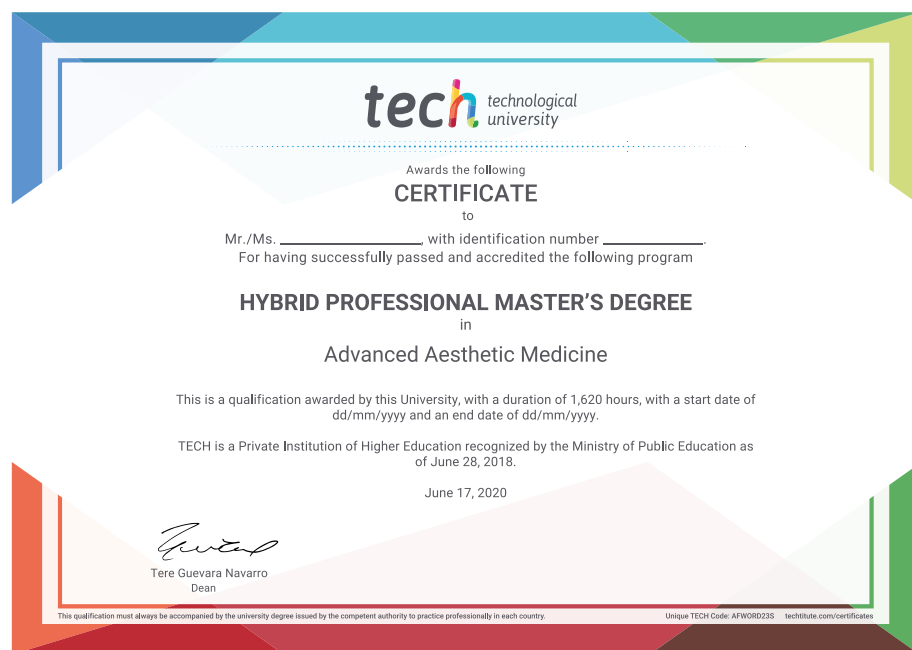 tech technological
university
Awards the following
CERTIFICATE
to
Mr./Ms. ____________, with identification number ____________.
For having successfully passed and accredited the following program
HYBRID PROFESSIONAL MASTER'S DEGREE
in
Advanced Aesthetic Medicine
This is a qualification awarded by this University, with a duration of 1,620 hours, with a start date of
dd/mm/yyyy and an end date of dd/mm/yyyy.
TECH is a Private Institution of Higher Education recognized by the Ministry of Public Education as
of June 28, 2018.
June 17, 2020
Tere Guevara Navarro
Dean
This qualification must always be accompanied by the university degree issued by the competent authority to practice professionally in each country. Unique TECH Code: AFWORD23S techtitute.com/certificates